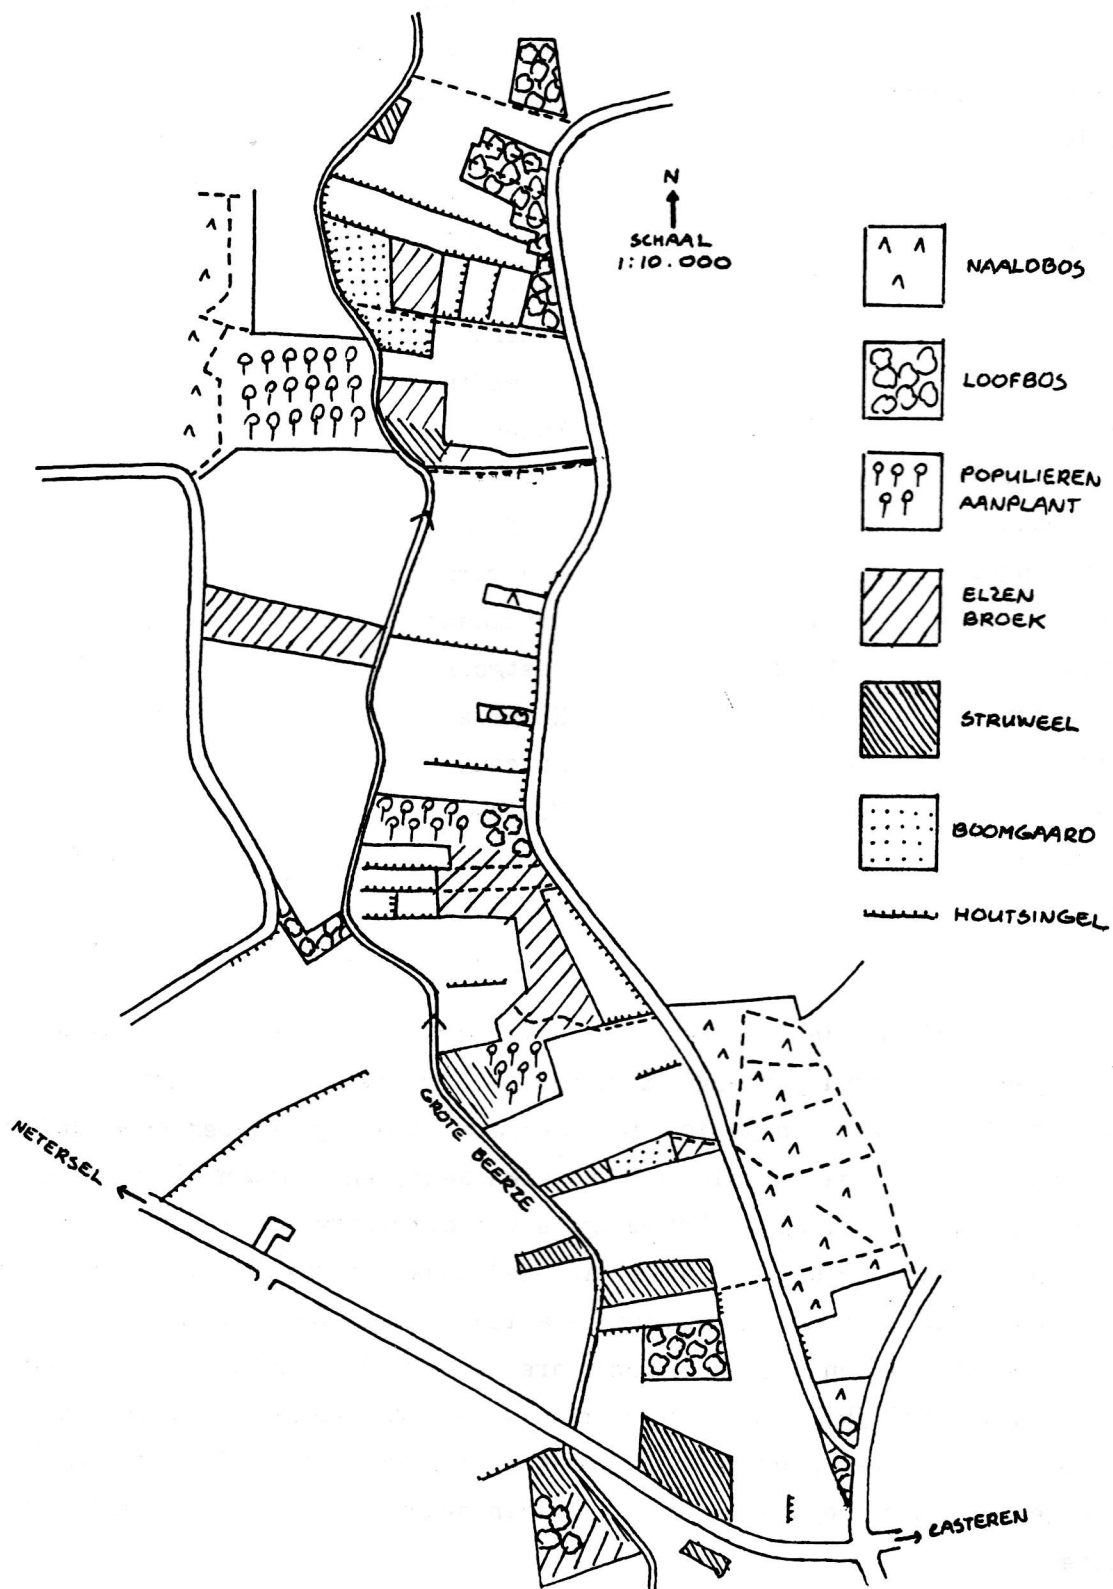 N
SCHAAL
1:10.000
NAALDBOS
LOOFBOS
POPULIEREN
AANPLANT
ELZEN
BROEK
STRUWEEL
BOOMGAARD
HOUTSINGEL
GROTE BEERZE
NETERSEL
CASTEREN